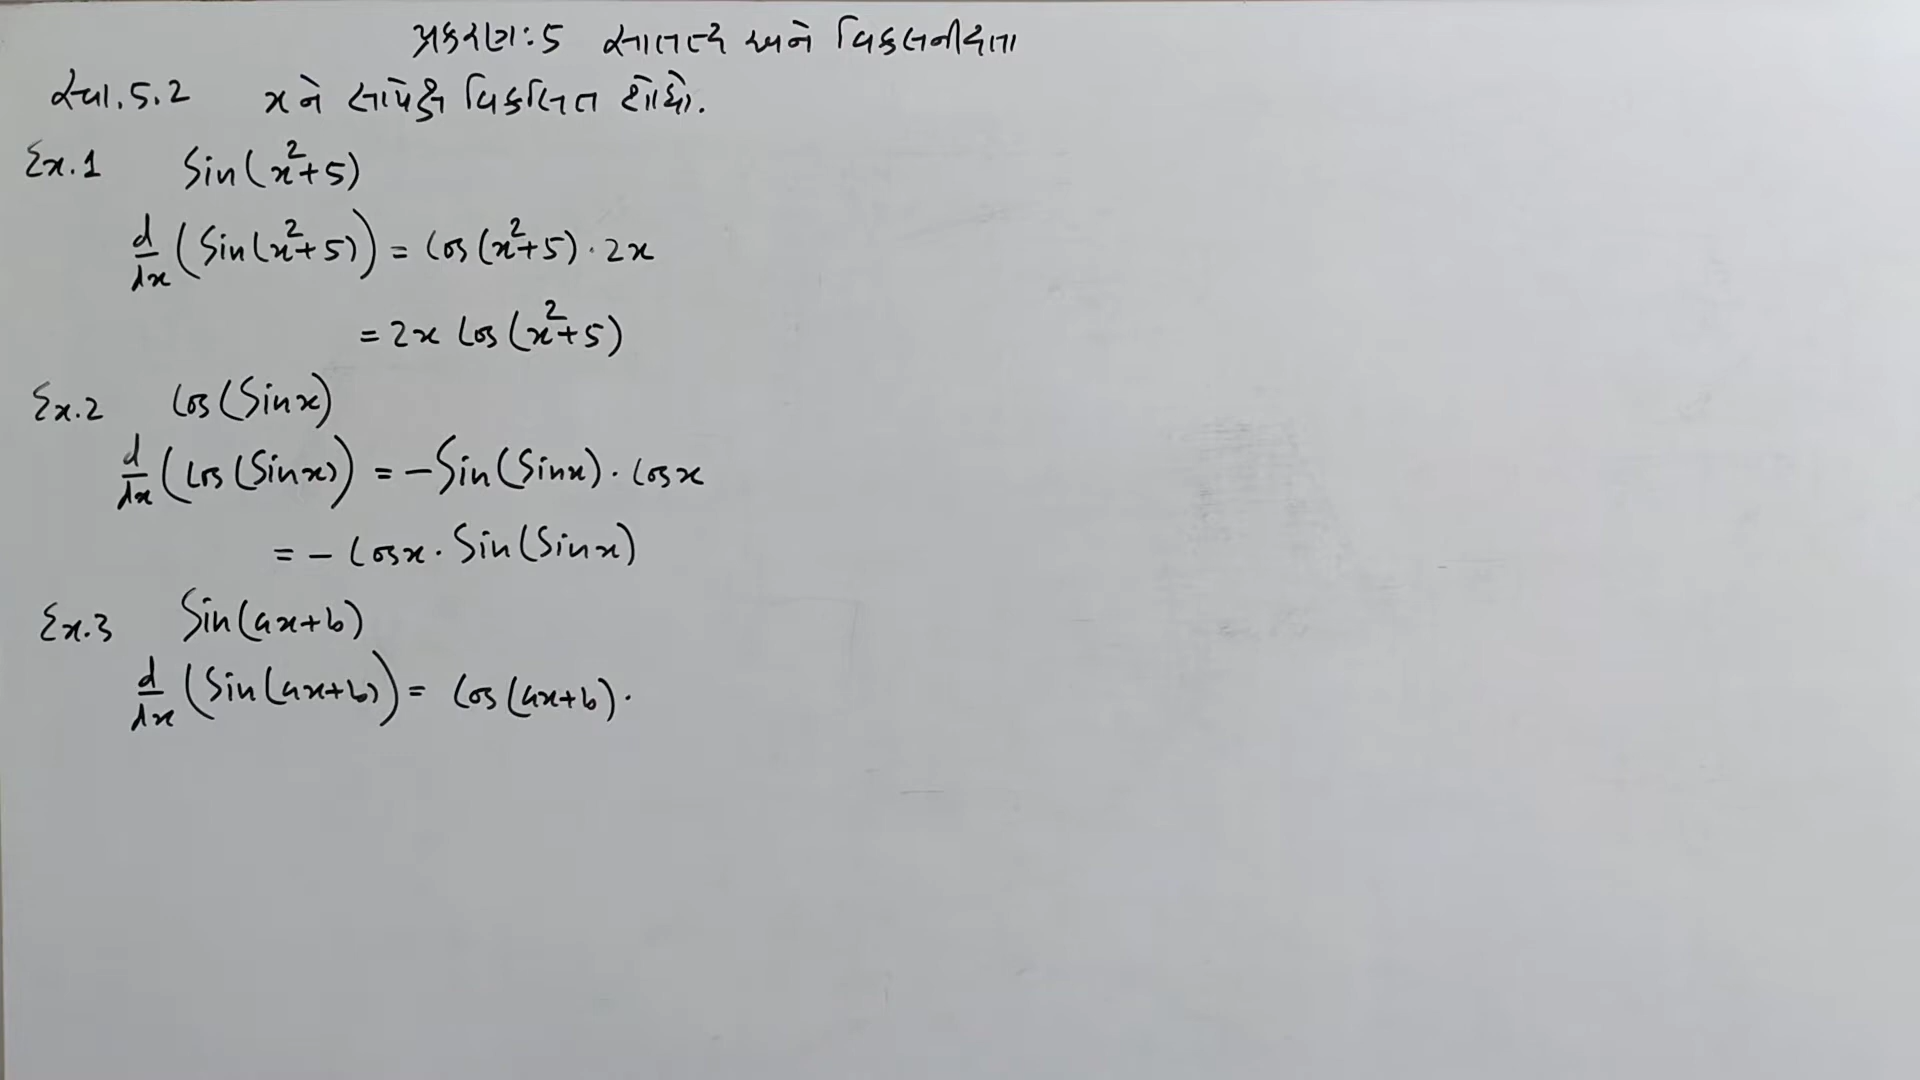 પ્રકરણ:5 સાતત્ય અને વિકલનીયતા
સ્વા.5.2 xને સાપેક્ષ વિકલિત શોધો.
Ex.1 Sin(x²+5)
d/dx (Sin(x²+5)) = Cos(x²+5)·2x
= 2x Cos(x²+5)
Ex.2 Cos(Sinx)
d/dx (Cos(Sinx)) = -Sin(Sinx)·Cosx
= - Cosx·Sin(Sinx)
Ex.3 Sin(ax+b)
d/dx (Sin(ax+b)) = Cos(ax+b)·